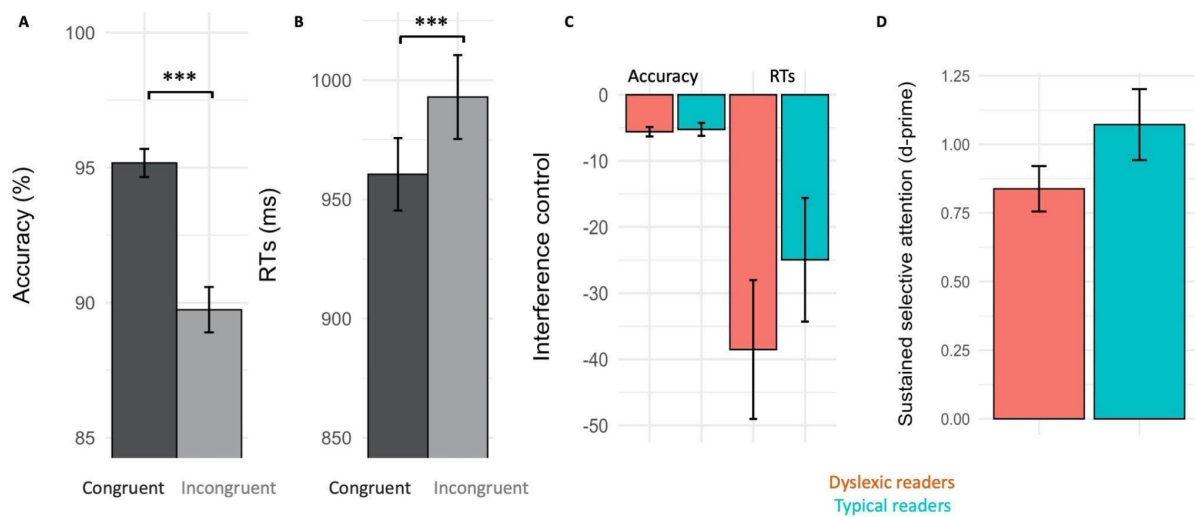 A
Accuracy (%)
100
95
90
85
***
Congruent Incongruent
B
RTs (ms)
1000
950
900
850
***
Congruent Incongruent
C
Interference control
Accuracy RTs
0
-10
-20
-30
-40
-50
D
Sustained selective attention (d-prime)
1.25
1.00
0.75
0.50
0.25
0.00
Dyslexic readers
Typical readers